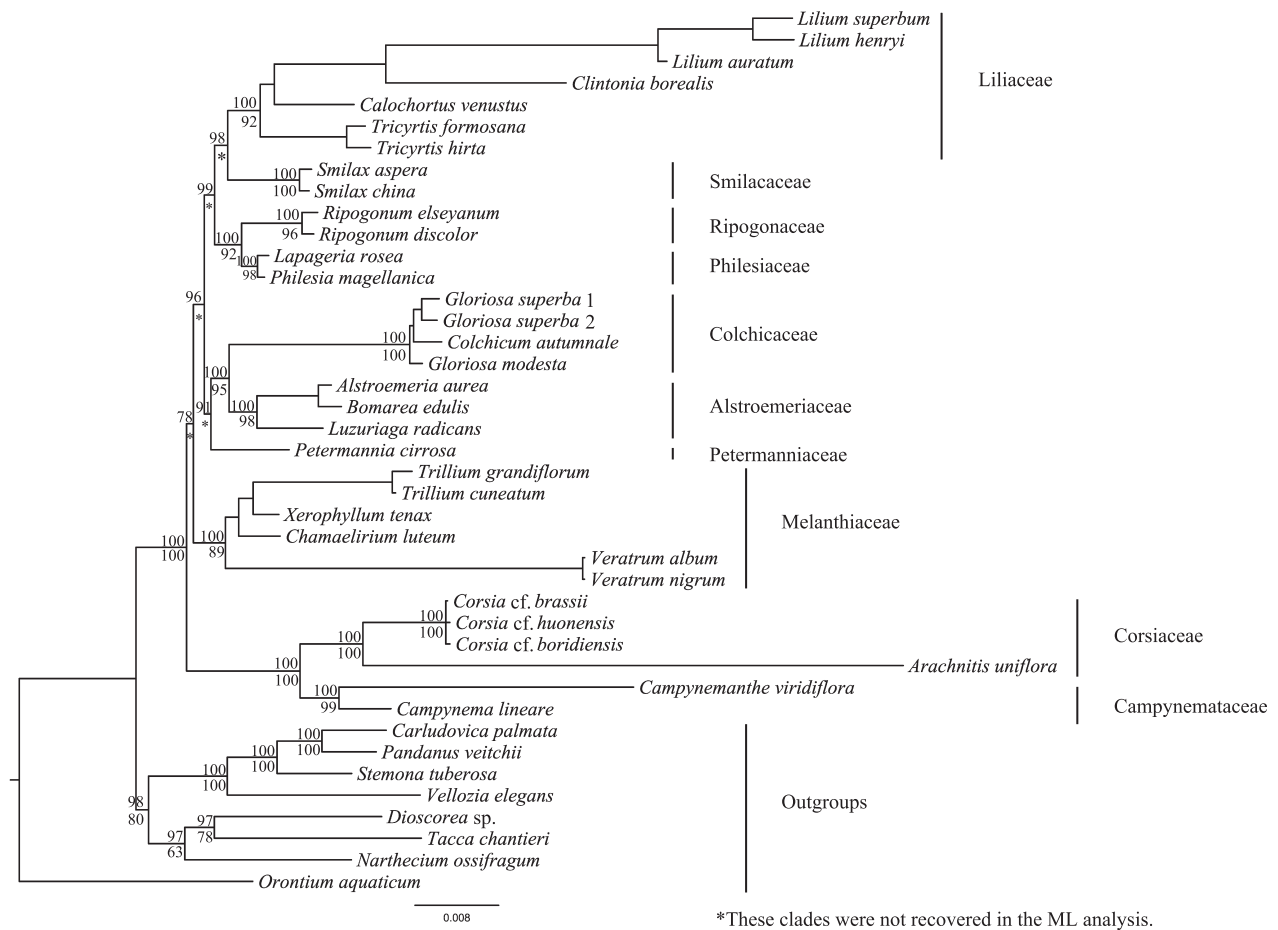 Lilium superbum
Lilium henryi
Lilium auratum
Clintonia borealis
Liliaceae
100
92
Calochortus venustus
Tricyrtis formosana
98
*
Tricyrtis hirta
Smilax aspera
100
100
Smilax china
Smilacaceae
99
*
Ripogonum elseyanum
100
96
Ripogonum discolor
Ripogonaceae
100
92
Lapageria rosea
100
98
Philesia magellanica
Philesiaceae
96
*
Gloriosa superba 1
Gloriosa superba 2
Colchicum autumnale
100
100
Gloriosa modesta
Colchicaceae
100
95
Alstroemeria aurea
Bomarea edulis
100
98
Luzuriaga radicans
Alstroemeriaceae
91
*
78
*
Petermannia cirrosa
Petermanniaceae
Trillium grandiflorum
Trillium cuneatum
Xerophyllum tenax
Chamaelirium luteum
Melanthiaceae
100
89
100
100
Veratrum album
Veratrum nigrum
Corsia cf. brassii
100
100
Corsia cf. huonensis
Corsia cf. boridiensis
Corsiaceae
100
100
Arachnitis uniflora
100
100
Campynemanthe viridiflora
100
99
Campynema lineare
Campynemataceae
Carludovica palmata
100
100
Pandanus veitchii
100
100
Stemona tuberosa
100
100
Vellozia elegans
Outgroups
98
80
Dioscorea sp.
97
78
Tacca chantieri
97
63
Narthecium ossifragum
Orontium aquaticum
0.008
*These clades were not recovered in the ML analysis.